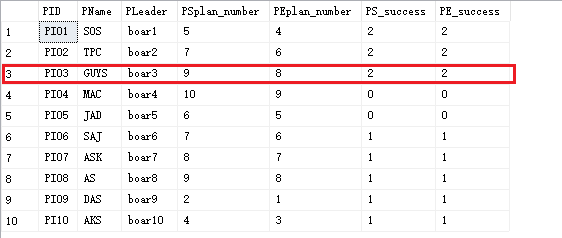 PID PName PLeader PSplan_number PEplan_number PS_success PE_success
1 PI01 SOS boar1 5 4 2 2
2 PI02 TPC boar2 7 6 2 2
3 PI03 GUYS boar3 9 8 2 2
4 PI04 MAC boar4 10 9 0 0
5 PI05 JAD boar5 6 5 0 0
6 PI06 SAJ boar6 7 6 1 1
7 PI07 ASK boar7 8 7 1 1
8 PI08 AS boar8 9 8 1 1
9 PI09 DAS boar9 2 1 1 1
10 PI10 AKS boar10 4 3 1 1